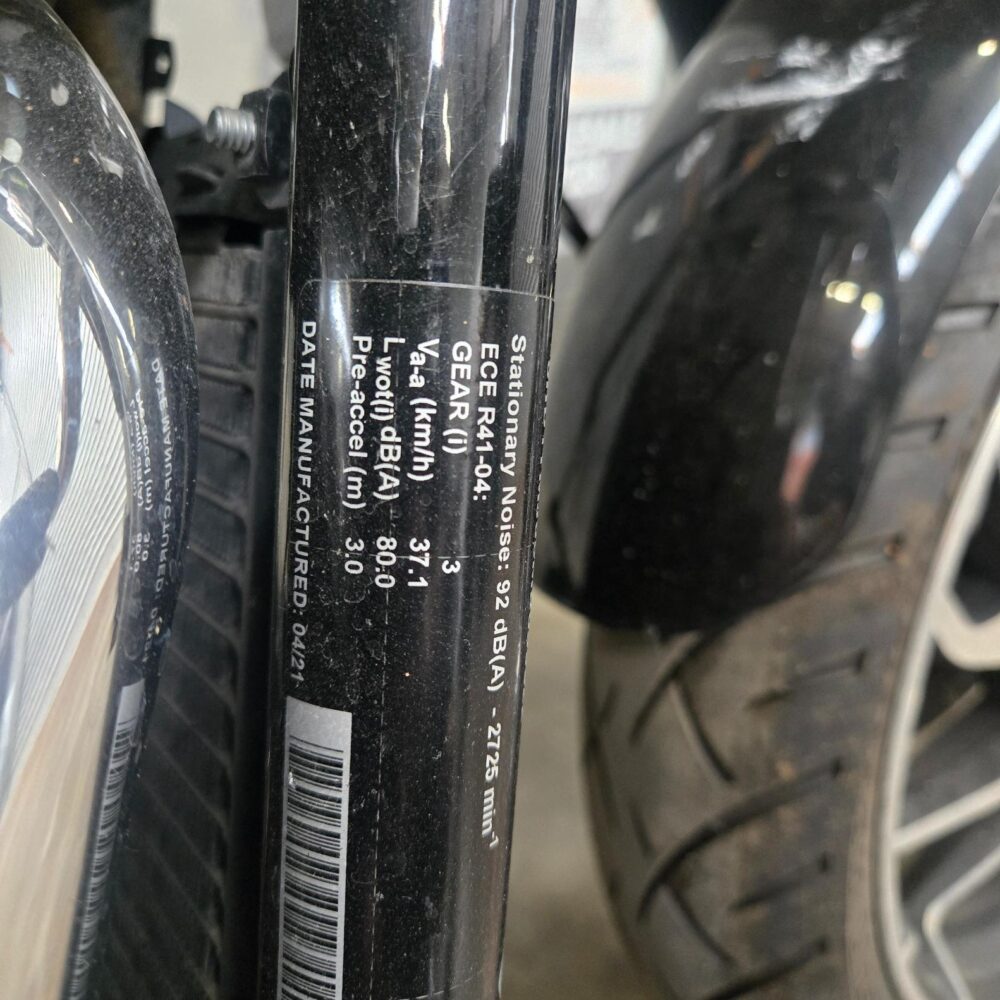 Stationary Noise: 92 dB(A) - 2725 min-1
ECE R41-04:
GEAR (i) 3
Va-a (km/h) 37.1
Lwot(i) dB(A) 80.0
Pre-accel (m) 3.0
DATE MANUFACTURED: 04/21